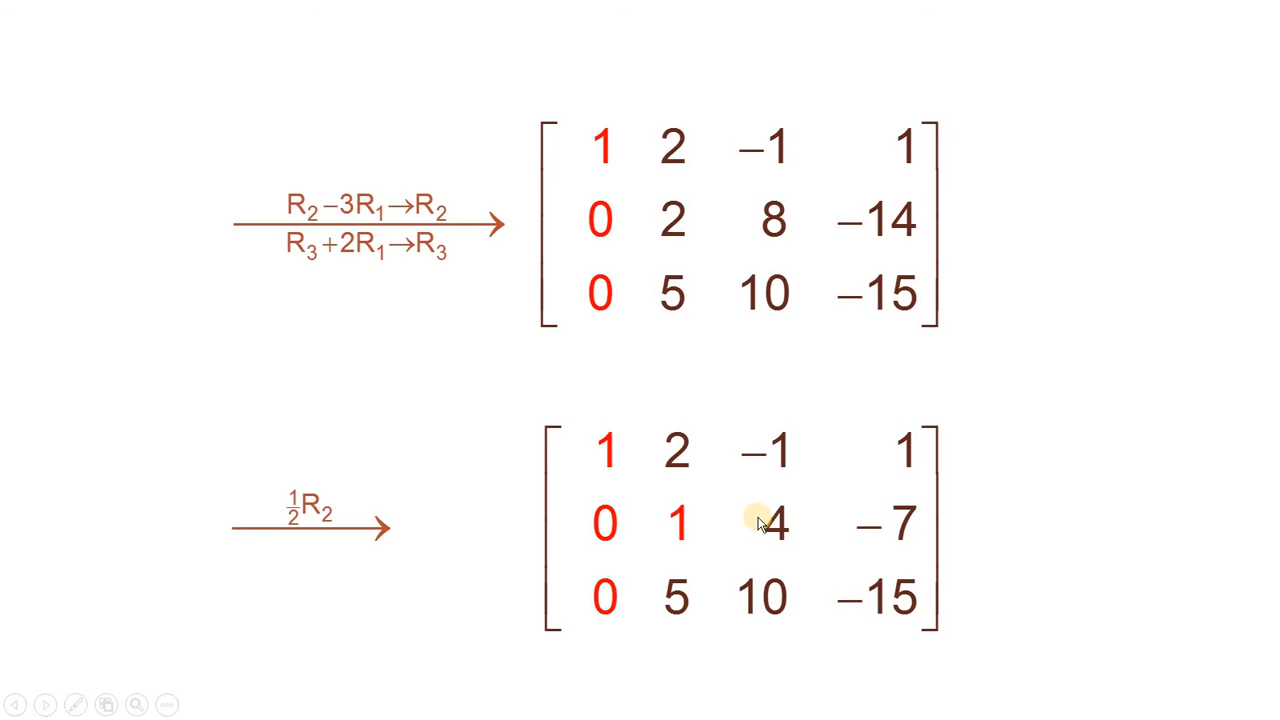 1 2 –1 1
R₂–3R₁→R₂
0 2 8 –14
R₃+2R₁→R₃
0 5 10 –15
1 2 –1 1
½R₂
0 1 4 –7
0 5 10 –15